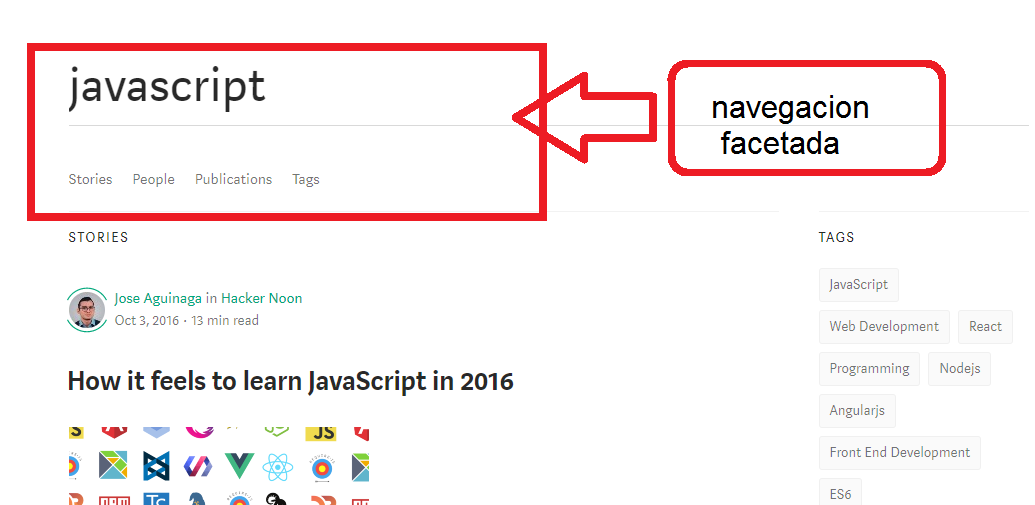 javascript
navegacion
facetada
Stories People Publications Tags
STORIES
TAGS
Jose Aguinaga in Hacker Noon
Oct 3, 2016 · 13 min read
How it feels to learn JavaScript in 2016
JS
JavaScript
Web Development React
Programming Nodejs
Angularjs
Front End Development
ES6